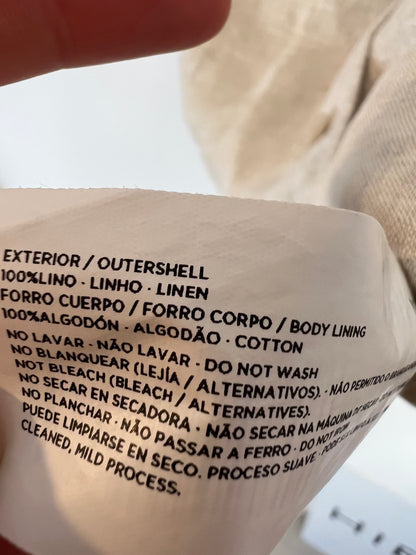 EXTERIOR / OUTERSHELL
100%LINO · LINHO · LINEN
FORRO CUERPO / FORRO CORPO / BODY LINING
100%ALGODÓN · ALGODÃO · COTTON
NO LAVAR · NÃO LAVAR · DO NOT WASH
NO BLANQUEAR (LEJÍA / ALTERNATIVOS). · NÃO PERMITIDO O
NOT BLEACH (BLEACH / ALTERNATIVES).
NO SECAR EN SECADORA · NÃO SECAR NA MÁQUINA DE
NO PLANCHAR · NÃO PASSAR A FERRO · DO NOT IRON
PUEDE LIMPIARSE EN SECO. PROCESO SUAVE ·
CLEANED, MILD PROCESS.